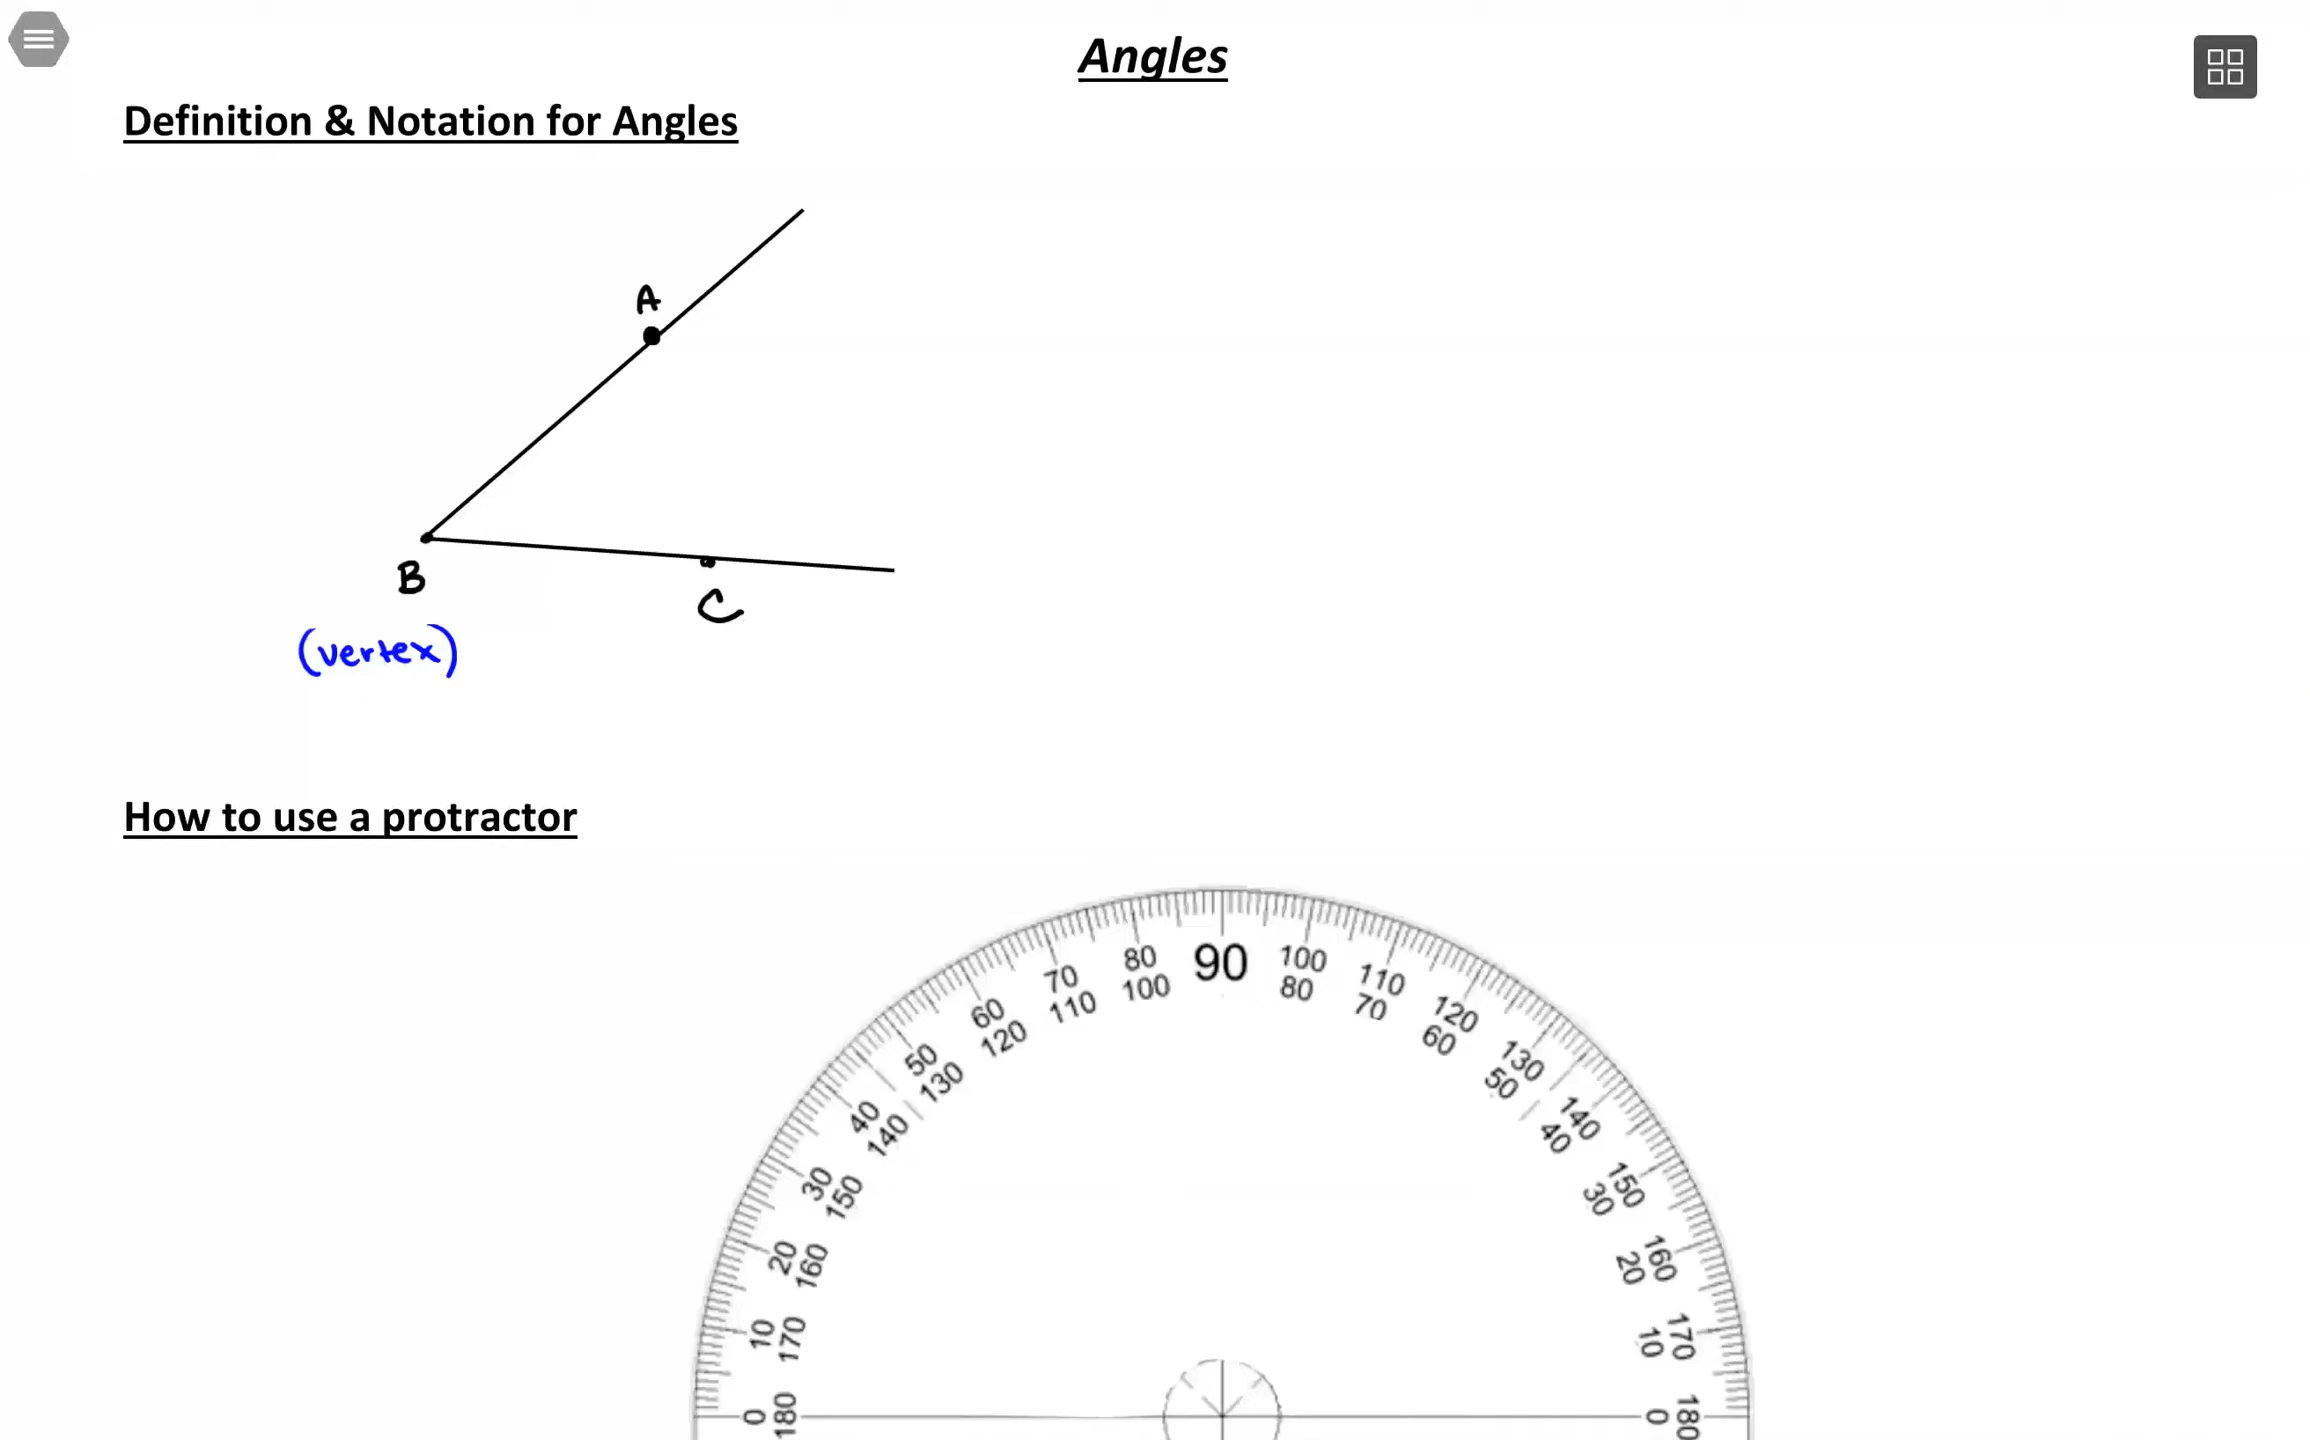 Angles
Definition & Notation for Angles
A
B
C
(vertex)
How to use a protractor
90
80 100
100 80
70 110
110 70
60 120
120 60
50 130
130 50
40 140
140 40
30 150
150 30
20 160
160 20
10 170
170 10
0 180
180 0